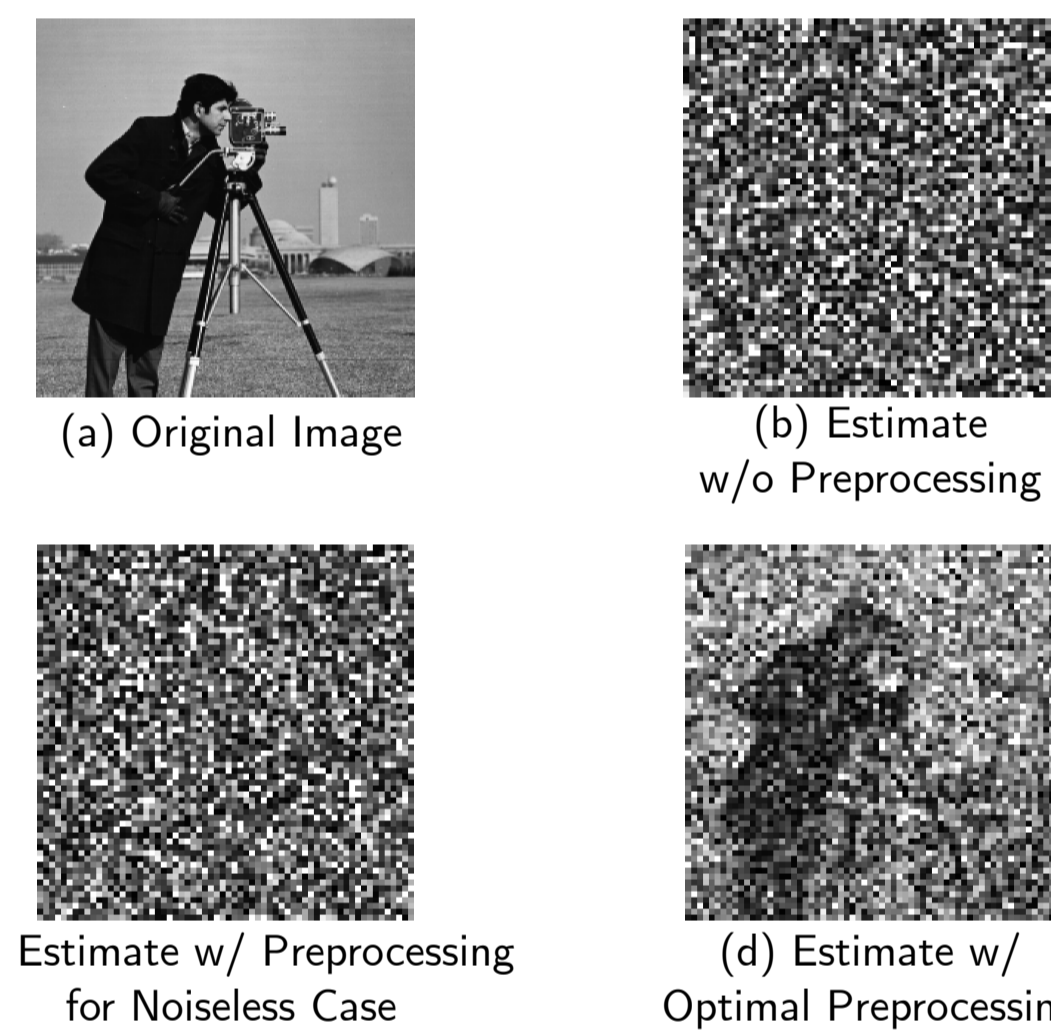 (a) Original Image
(b) Estimate
w/o Preprocessing
Estimate w/ Preprocessing
for Noiseless Case
(d) Estimate w/
Optimal Preprocessin